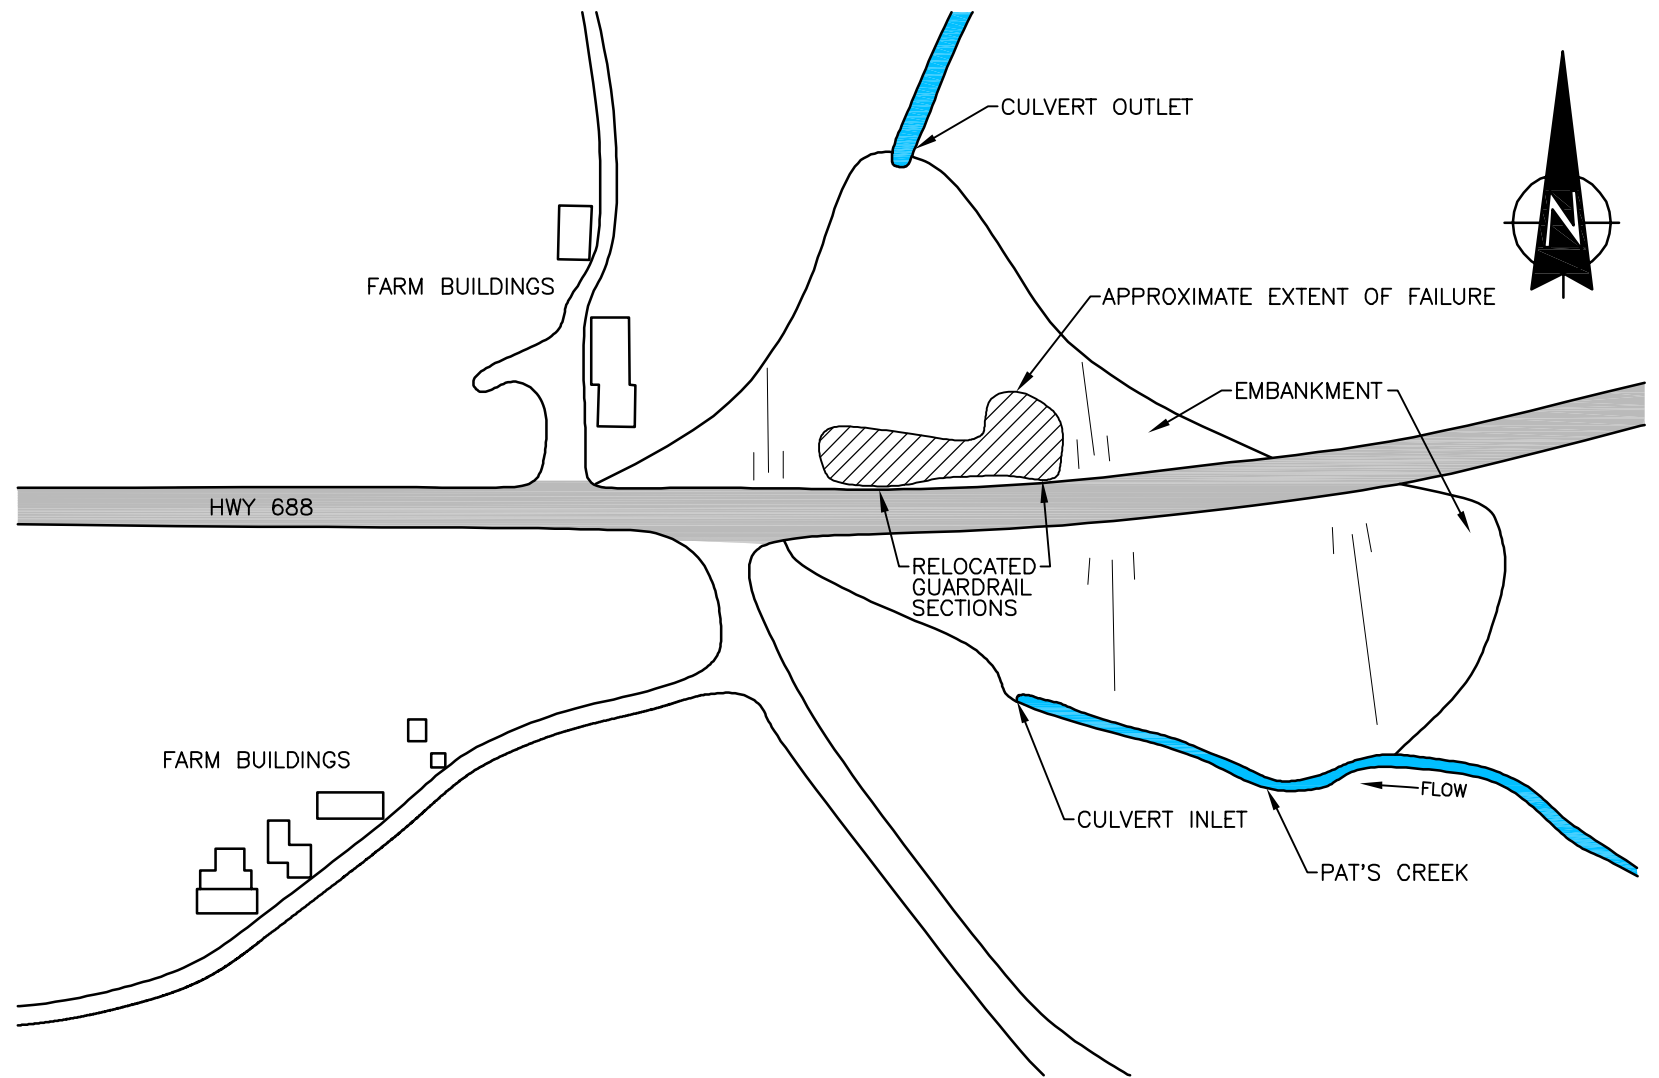 CULVERT OUTLET
N
FARM BUILDINGS
APPROXIMATE EXTENT OF FAILURE
EMBANKMENT
HWY 688
RELOCATED
GUARDRAIL
SECTIONS
FARM BUILDINGS
FLOW
CULVERT INLET
PAT'S CREEK